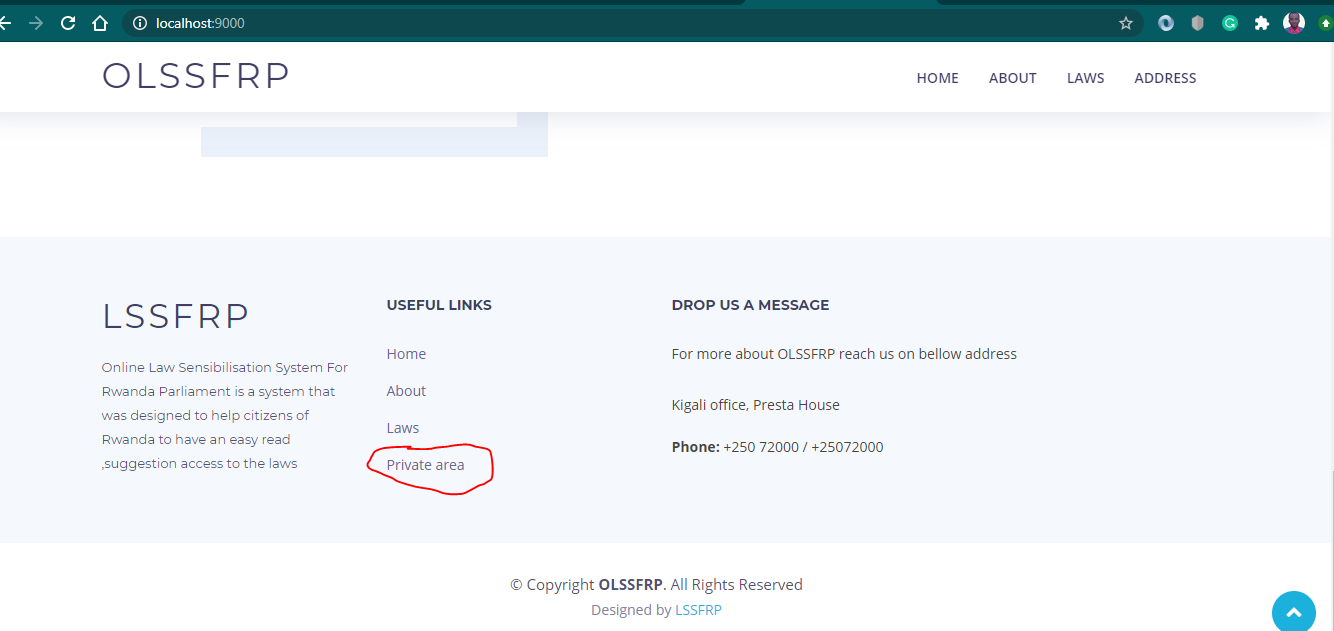 localhost:9000
OLSSFRP
HOME ABOUT LAWS ADDRESS
LSSFRP
Online Law Sensibilisation System For
Rwanda Parliament is a system that
was designed to help citizens of
Rwanda to have an easy read
,suggestion access to the laws
USEFUL LINKS
Home
About
Laws
Private area
DROP US A MESSAGE
For more about OLSSFRP reach us on bellow address
Kigali office, Presta House
Phone: +250 72000 / +25072000
© Copyright OLSSFRP. All Rights Reserved
Designed by LSSFRP